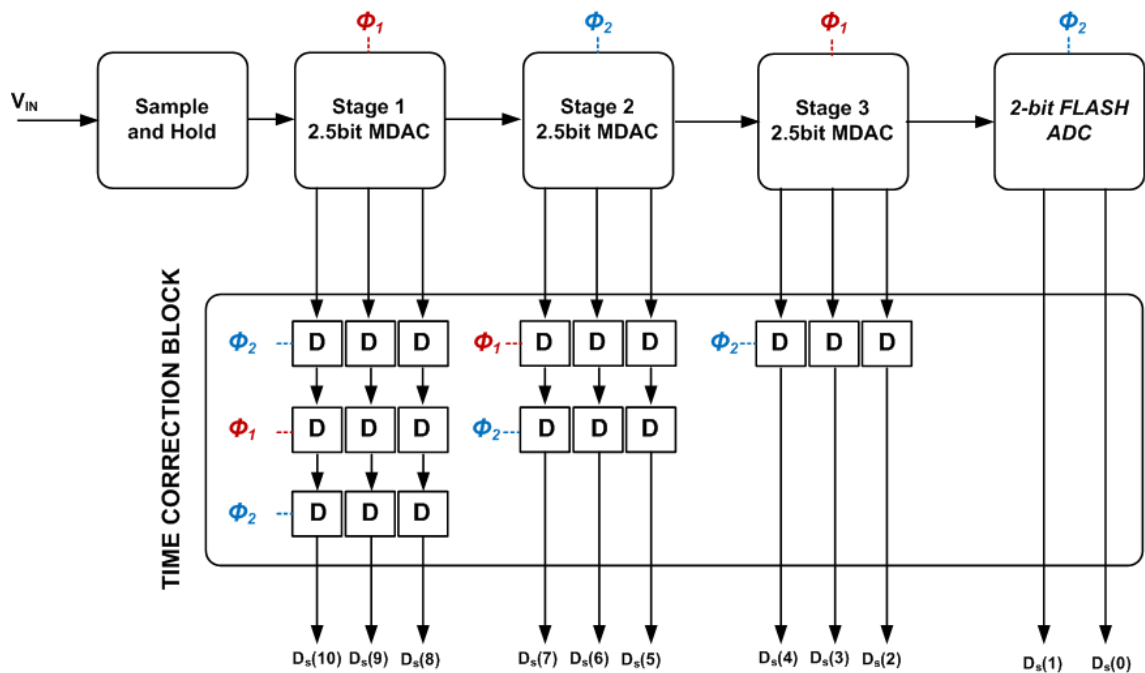 Φ1
Φ2
Φ1
Φ2
VIN
Sample
and Hold
Stage 1
2.5bit MDAC
Stage 2
2.5bit MDAC
Stage 3
2.5bit MDAC
2-bit FLASH
ADC
TIME CORRECTION BLOCK
Φ2
D D D
Φ1
D D D
Φ2
D D D
Φ1
D D D
Φ2
D D D
Φ2
D D D
Ds(10) Ds(9) Ds(8)
Ds(7) Ds(6) Ds(5)
Ds(4) Ds(3) Ds(2)
Ds(1) Ds(0)